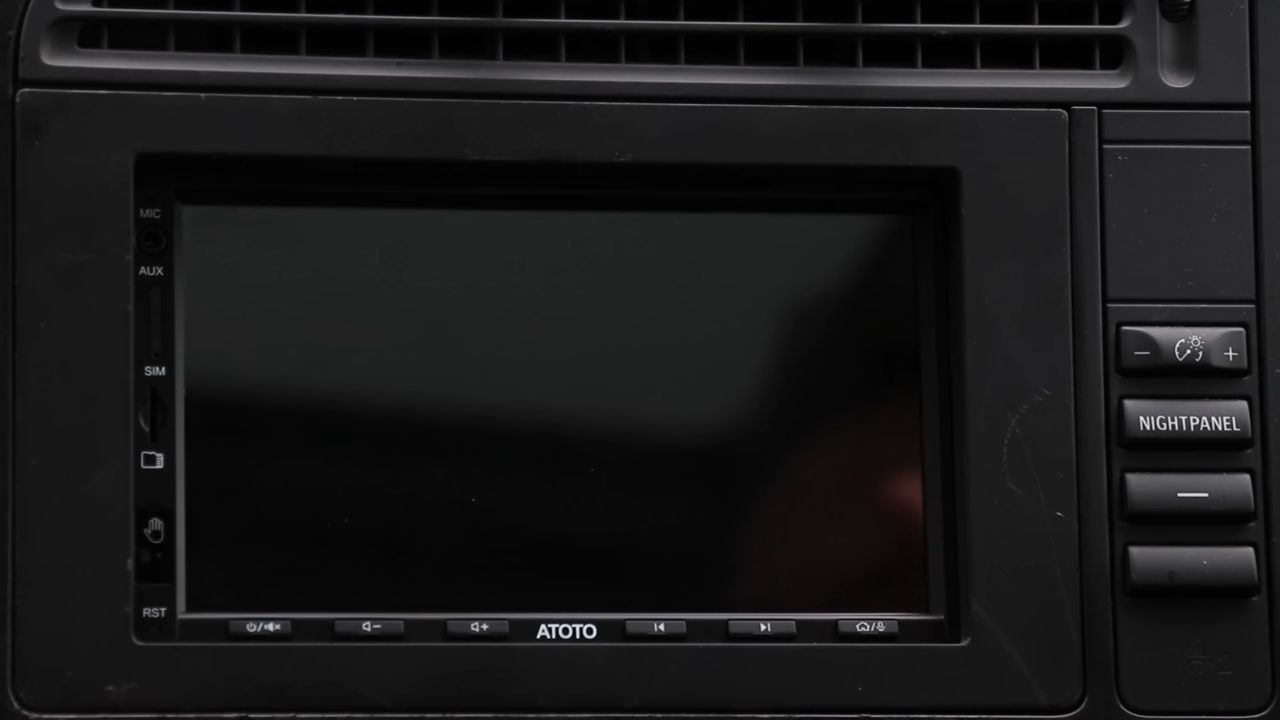 MIC
AUX
SIM
RST
ATOTO
– +
NIGHTPANEL